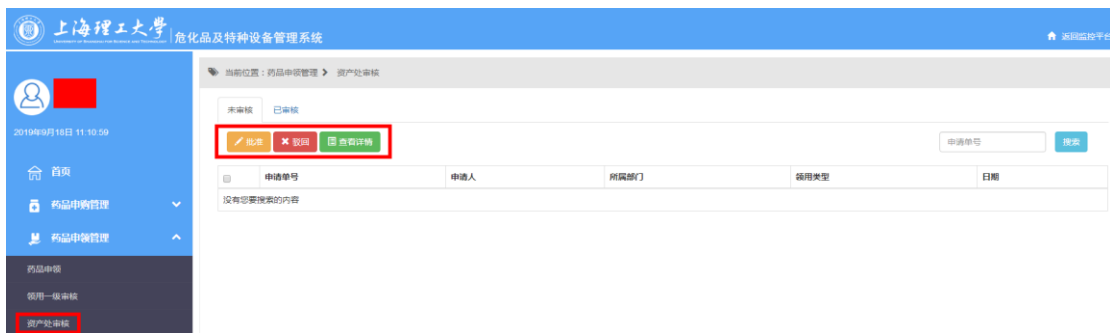 上海理工大学
UNIVERSITY OF SHANGHAI FOR SCIENCE AND TECHNOLOGY
危化品及特种设备管理系统
返回监控平台
当前位置：药品申领管理 资产处审核
2019年9月18日 11:10:59
未审核 已审核
批准 驳回 查看详情
申请单号 搜索
申请单号 申请人 所属部门 领用类型 日期
没有您要搜索的内容
首页
药品申购管理
药品申领管理
药品申领
领用一级审核
资产处审核